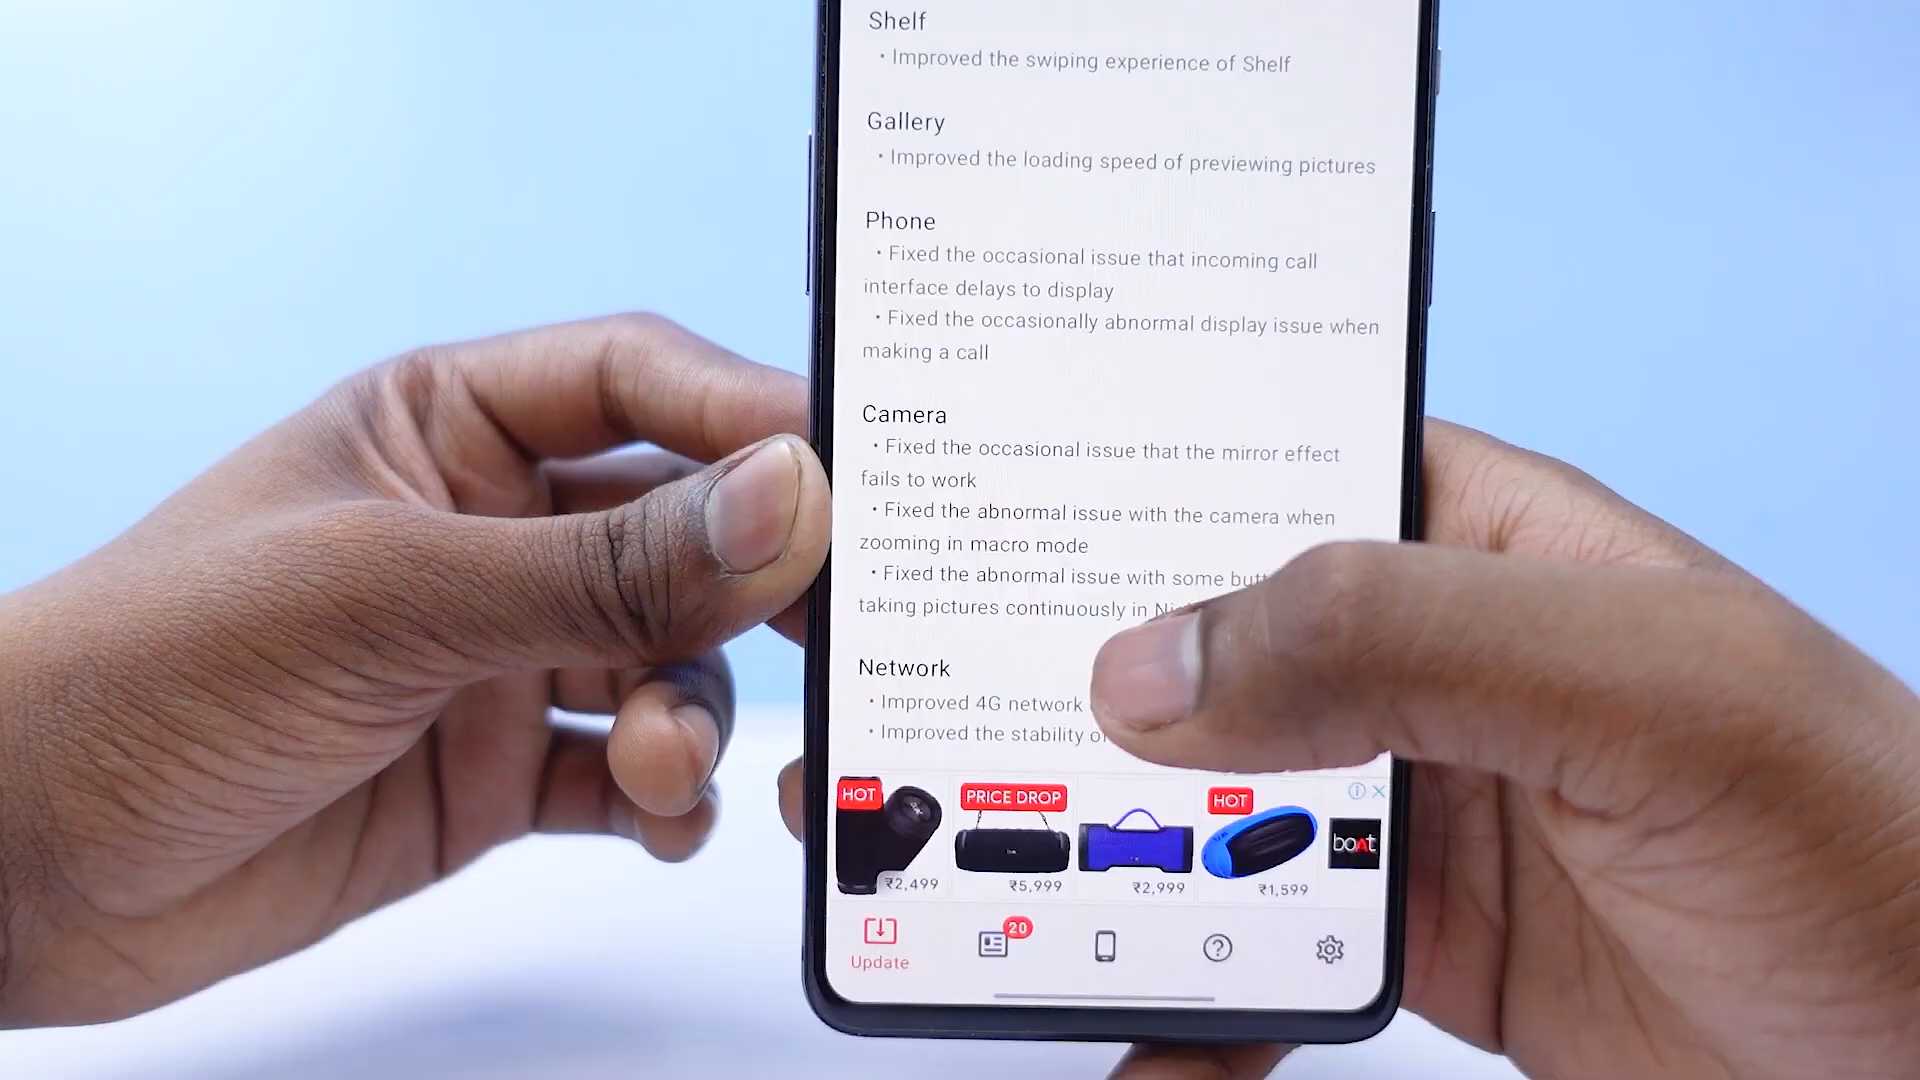 Shelf
• Improved the swiping experience of Shelf
Gallery
• Improved the loading speed of previewing pictures
Phone
• Fixed the occasional issue that incoming call
interface delays to display
• Fixed the occasionally abnormal display issue when
making a call
Camera
• Fixed the occasional issue that the mirror effect
fails to work
• Fixed the abnormal issue with the camera when
zooming in macro mode
• Fixed the abnormal issue with some
taking pictures continuously in
Network
• Improved 4G network
• Improved the stability of
HOT
PRICE DROP
HOT
boAt
₹2,499
₹5,999
₹2,999
₹1,599
20
Update